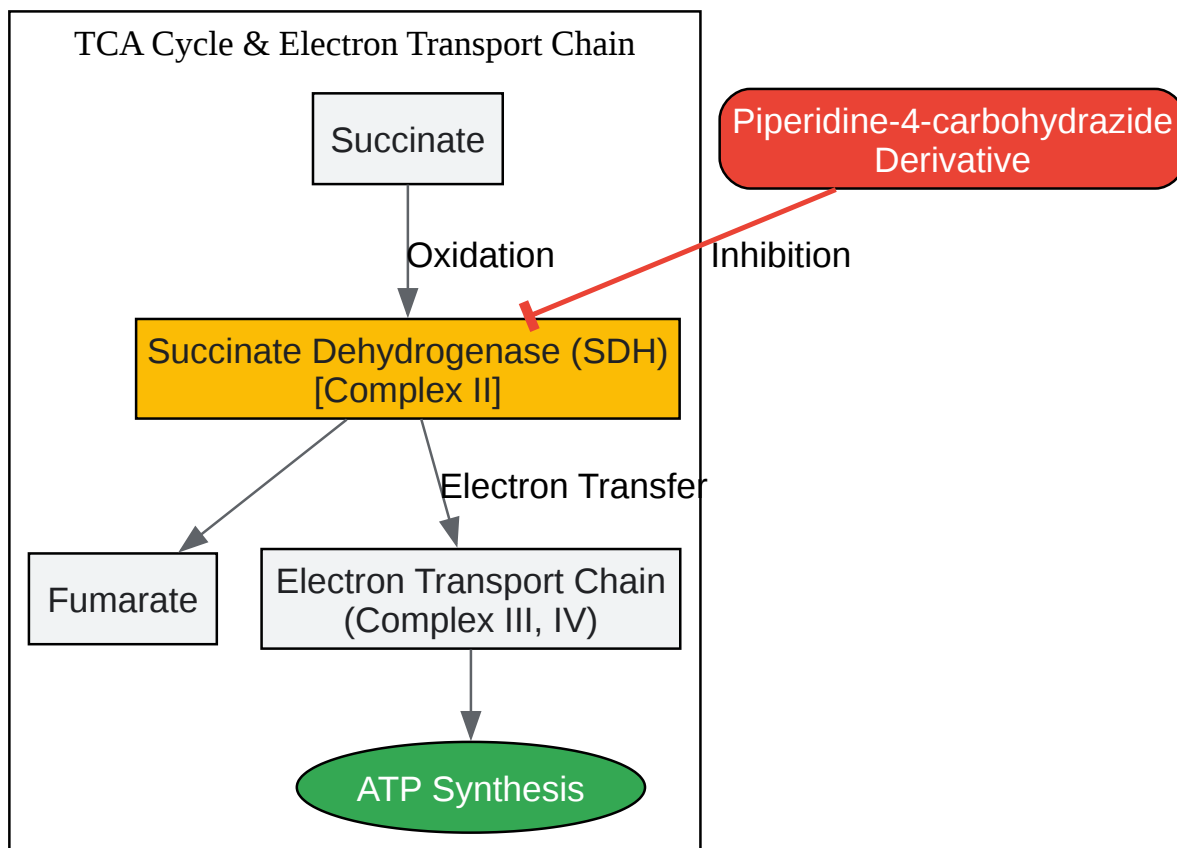 TCA Cycle & Electron Transport Chain
Succinate
Piperidine-4-carbohydrazide
Derivative
Oxidation
Inhibition
Succinate Dehydrogenase (SDH)
[Complex II]
Electron Transfer
Fumarate
Electron Transport Chain
(Complex III, IV)
ATP Synthesis